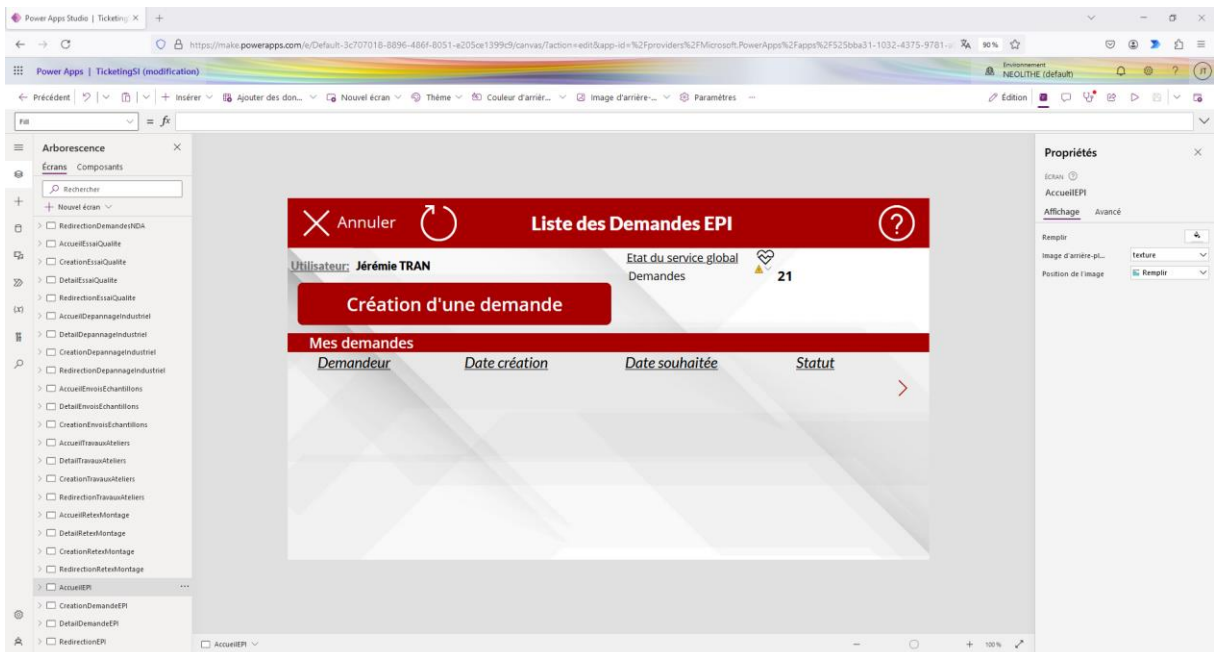 Power Apps Studio | Ticketing
https://make.powerapps.com/e/Default-3c707018-8896-486f-8051-e205ce1399c9/canvas/?action=edit&app-id=%2Fproviders%2FMicrosoft.PowerApps%2Fapps%2F525bba31-1032-4375-9781- 90%
Power Apps | TicketingSI (modification)
Environnement
NEOLITHE (default)
JT
Précédent
Insérer
Ajouter des don...
Nouvel écran
Thème
Couleur d'arrièr...
Image d'arrière-...
Paramètres
Édition
Fill
= fx
Arborescence
Écrans Composants
Rechercher
Nouvel écran
RedirectionDemandesNDA
AccueilEssaiQualite
CreationEssaiQualite
DetailEssaiQualite
RedirectionEssaiQualite
AccueilDepannageIndustriel
DetailDepannageIndustriel
CreationDepannageIndustriel
RedirectionDepannageIndustriel
AccueilEnvoisEchantillons
DetailEnvoisEchantillons
CreationEnvoisEchantillons
AccueilTravauxAteliers
DetailTravauxAteliers
CreationTravauxAteliers
RedirectionTravauxAteliers
AccueilRetexMontage
DetailRetexMontage
CreationRetexMontage
RedirectionRetexMontage
AccueilEPI
CreationDemandeEPI
DetailDemandeEPI
RedirectionEPI
Annuler
Liste des Demandes EPI
?
Utilisateur: Jérémie TRAN
Etat du service global
Demandes 21
Création d'une demande
Mes demandes
Demandeur Date création Date souhaitée Statut
Propriétés
ÉCRAN
AccueilEPI
Affichage Avancé
Remplir
Image d'arrière-pl... texture
Position de l'image Remplir
AccueilEPI
100 %